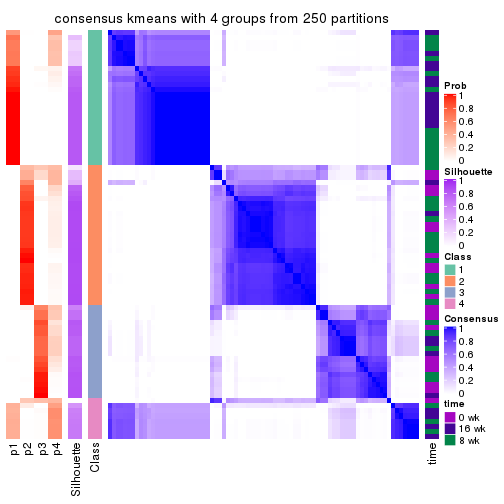 consensus kmeans with 4 groups from 250 partitions
Prob
1
0.8
0.6
0.4
0.2
0
Silhouette
1
0.8
0.6
0.4
0.2
0
Class
1
2
3
4
Consensus
1
0.8
0.6
0.4
0.2
0
time
0 wk
16 wk
8 wk
p1
p2
p3
p4
Silhouette
Class
time